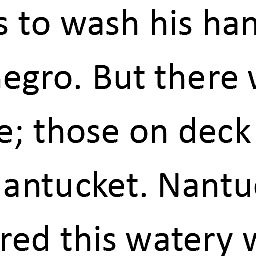 s to wash his han
egro. But there w
e; those on deck
antucket. Nantuc
red this watery w